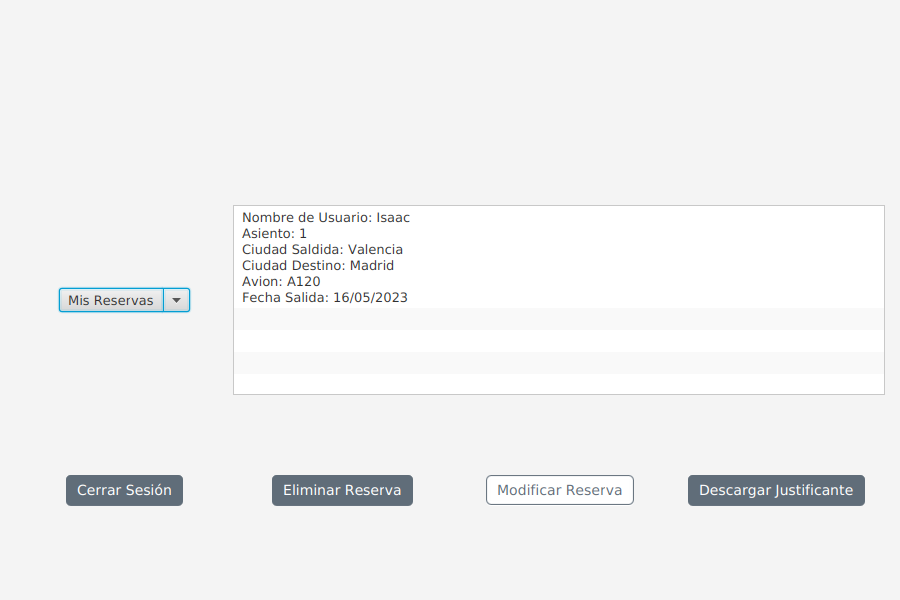 Nombre de Usuario: Isaac
Asiento: 1
Ciudad Saldida: Valencia
Ciudad Destino: Madrid
Avion: A120
Fecha Salida: 16/05/2023
Mis Reservas
Cerrar Sesión
Eliminar Reserva
Modificar Reserva
Descargar Justificante